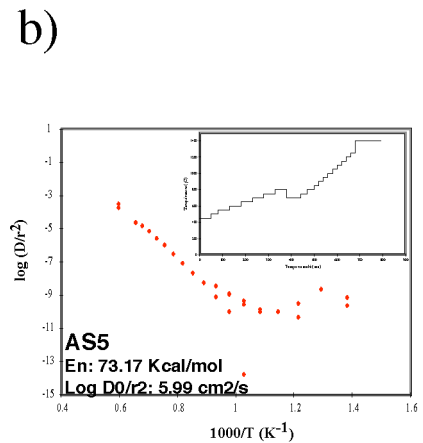 b)
1
-1
-3
-5
-7
-9
-11
-13
-15
log (D/r2)
AS5
En: 73.17 Kcal/mol
Log D0/r2: 5.99 cm2/s
0.4 0.6 0.8 1 1.2 1.4 1.6
1000/T (K-1)